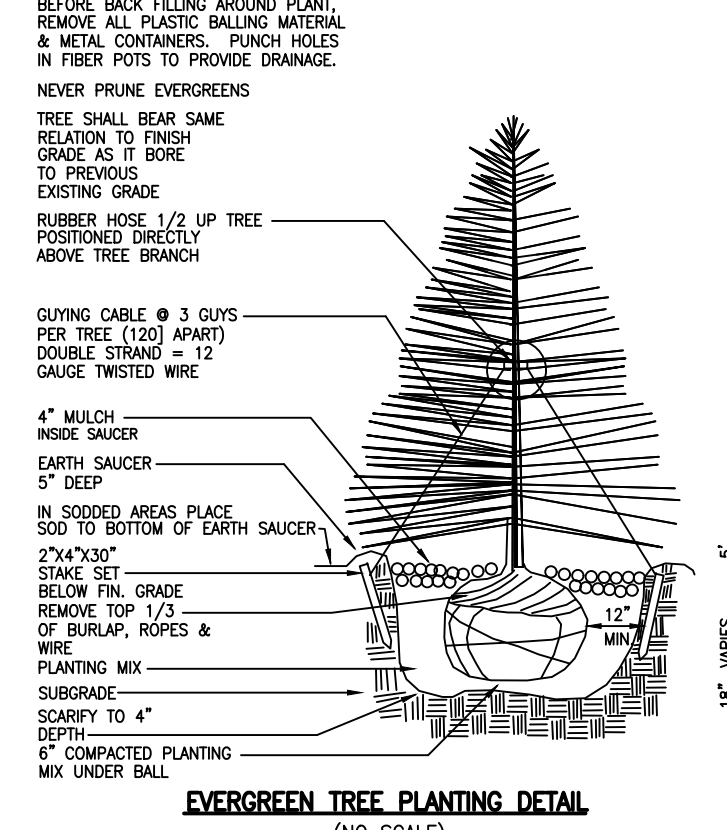 BEFORE BACK FILLING AROUND PLANT,
REMOVE ALL PLASTIC BALLING MATERIAL
& METAL CONTAINERS. PUNCH HOLES
IN FIBER POTS TO PROVIDE DRAINAGE.
NEVER PRUNE EVERGREENS
TREE SHALL BEAR SAME
RELATION TO FINISH
GRADE AS IT BORE
TO PREVIOUS
EXISTING GRADE
RUBBER HOSE 1/2 UP TREE
POSITIONED DIRECTLY
ABOVE TREE BRANCH
GUYING CABLE @ 3 GUYS
PER TREE (120] APART)
DOUBLE STRAND = 12
GAUGE TWISTED WIRE
4" MULCH
INSIDE SAUCER
EARTH SAUCER
5" DEEP
IN SODDED AREAS PLACE
SOD TO BOTTOM OF EARTH SAUCER
2"X4"X30"
STAKE SET
BELOW FIN. GRADE
REMOVE TOP 1/3
OF BURLAP, ROPES &
WIRE
PLANTING MIX
SUBGRADE
SCARIFY TO 4"
DEPTH
6" COMPACTED PLANTING
MIX UNDER BALL
12"
MIN
5'
18" VARIES
EVERGREEN TREE PLANTING DETAIL
(NO SCALE)